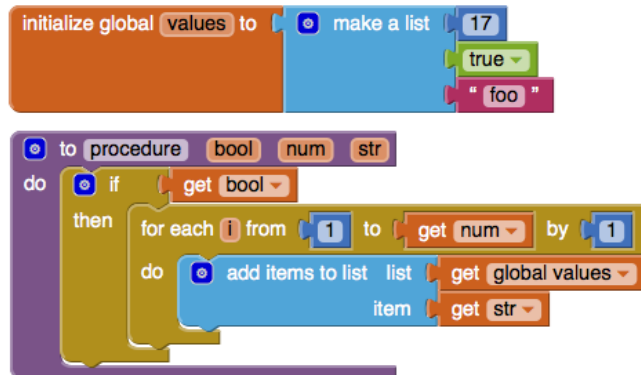 initialize global values to make a list 17
true
“ foo ”
to procedure bool num str
do if get bool
then for each i from 1 to get num by 1
do add items to list list get global values
item get str